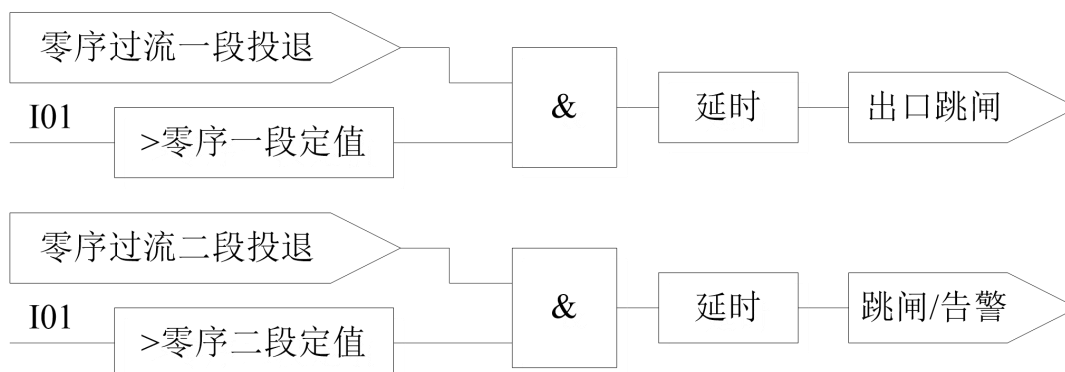 零序过流一段投退
I01
>零序一段定值
&
延时
出口跳闸
零序过流二段投退
I01
>零序二段定值
&
延时
跳闸/告警